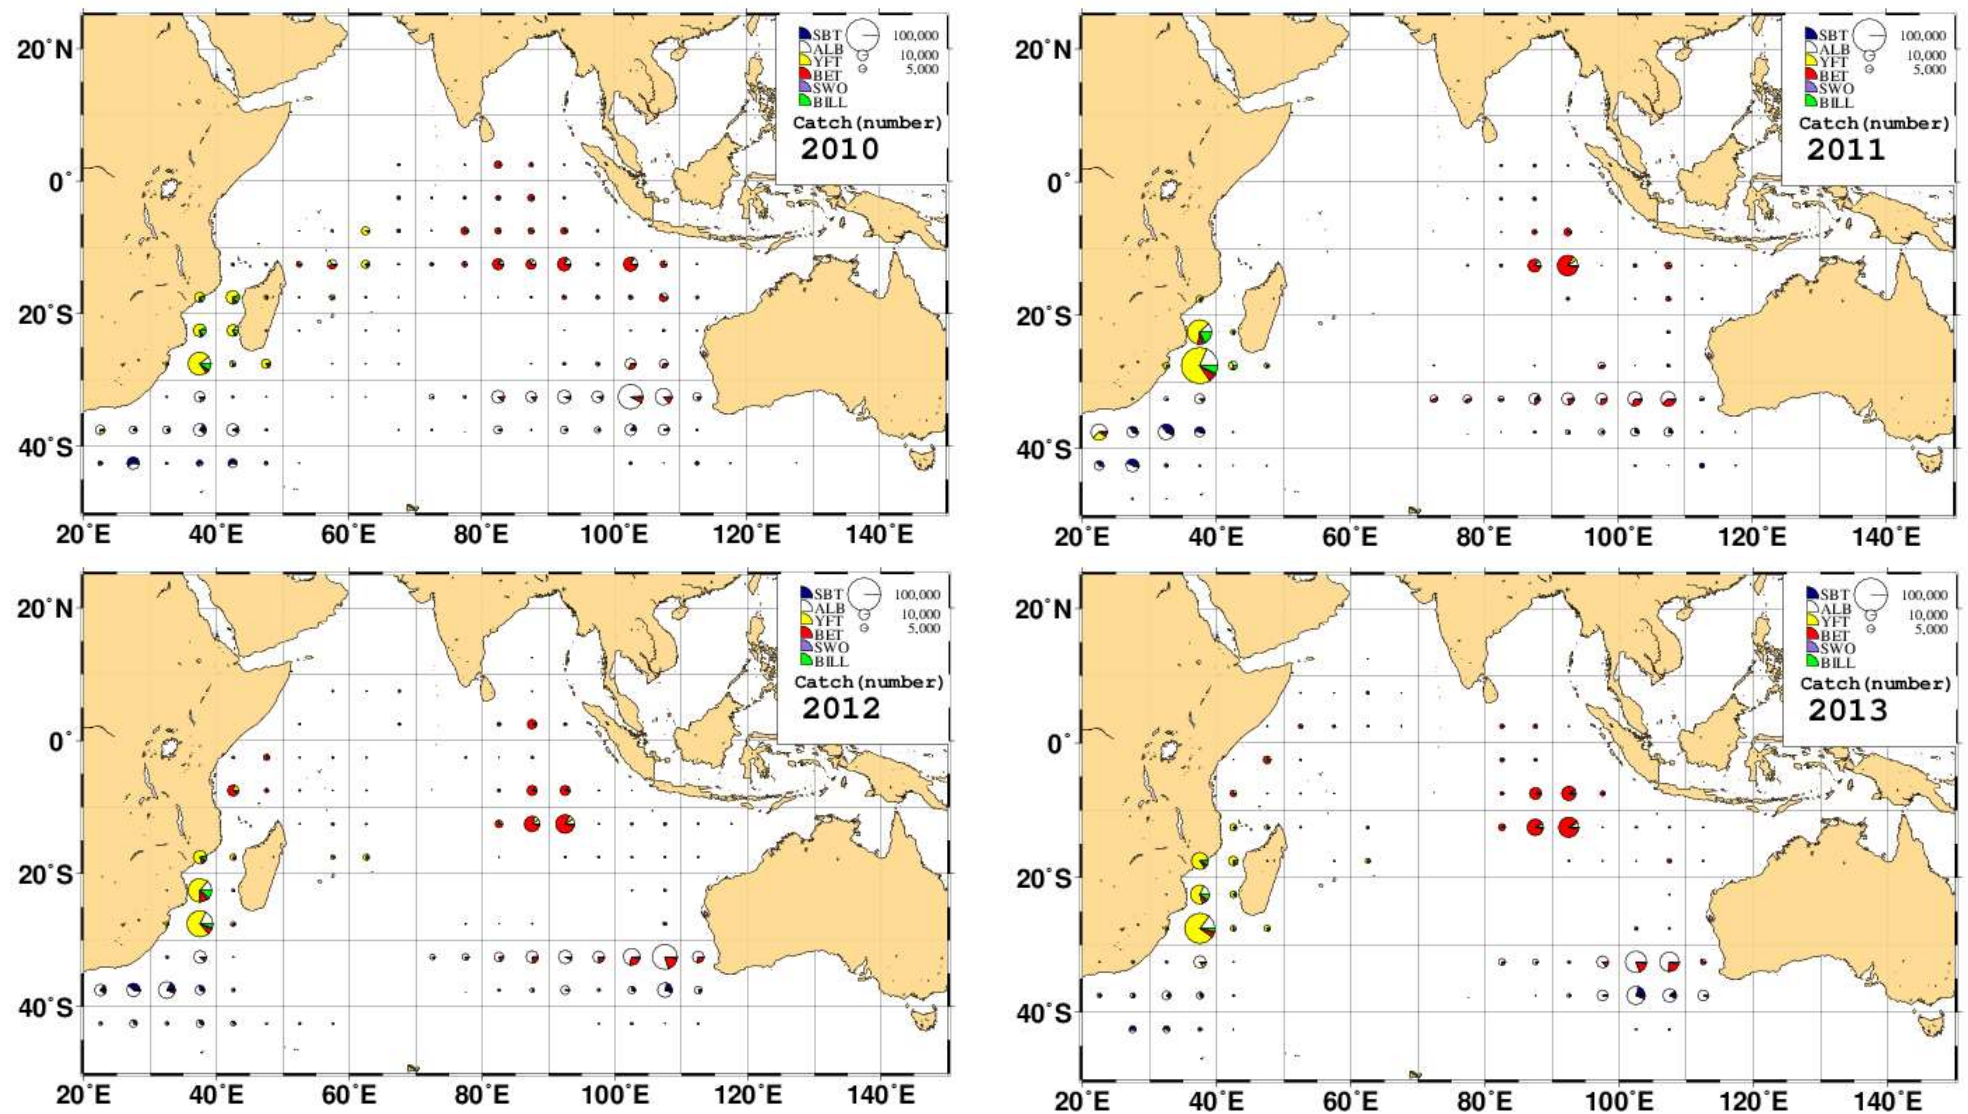 20°N
0°
20°S
40°S
20°E 40°E 60°E 80°E 100°E 120°E 140°E
SBT 100,000
ALB
YFT 10,000
BET 5,000
SWO
BILL
Catch(number)
2010
20°N
0°
20°S
40°S
20°E 40°E 60°E 80°E 100°E 120°E 140°E
SBT 100,000
ALB
YFT 10,000
BET 5,000
SWO
BILL
Catch(number)
2011
20°N
0°
20°S
40°S
20°E 40°E 60°E 80°E 100°E 120°E 140°E
SBT 100,000
ALB
YFT 10,000
BET 5,000
SWO
BILL
Catch(number)
2012
20°N
0°
20°S
40°S
20°E 40°E 60°E 80°E 100°E 120°E 140°E
SBT 100,000
ALB
YFT 10,000
BET 5,000
SWO
BILL
Catch(number)
2013